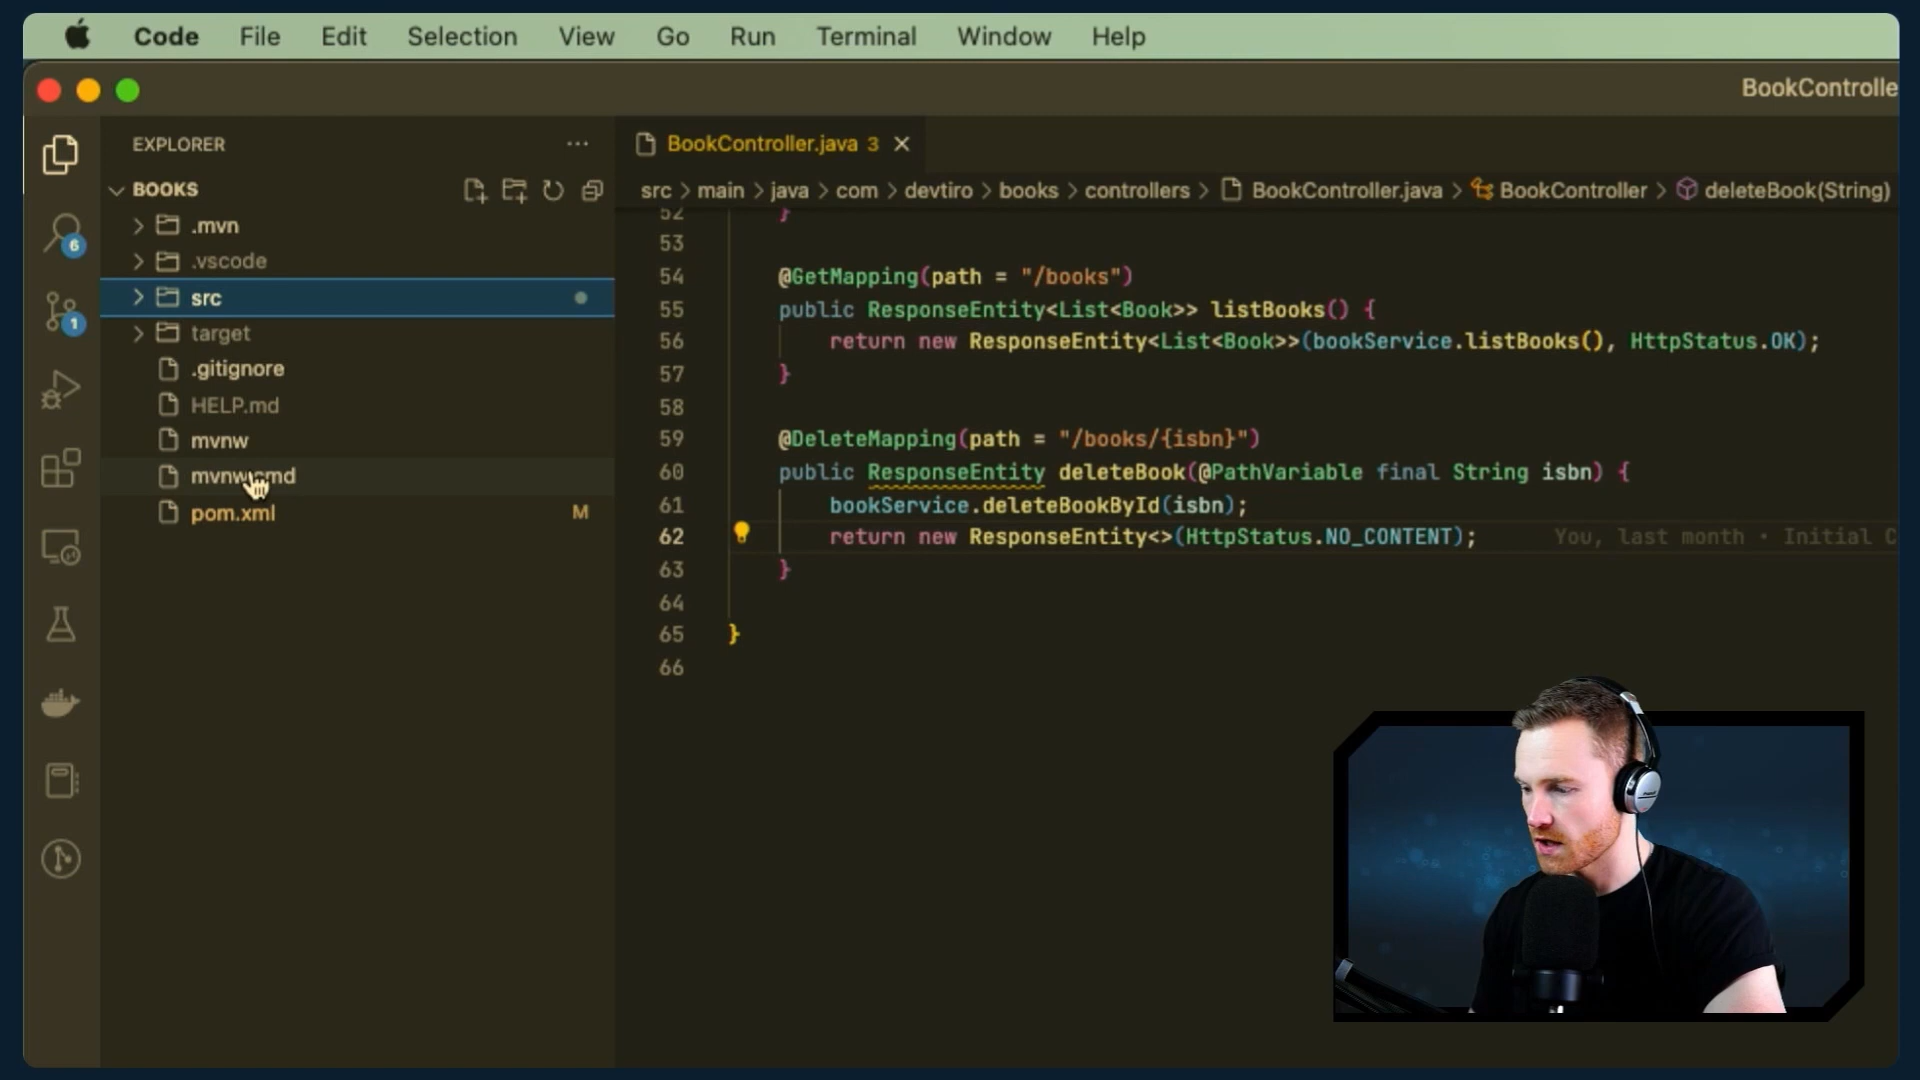 Code File Edit Selection View Go Run Terminal Window Help
BookControlle
EXPLORER ···
BOOKS
.mvn
.vscode
src
target
.gitignore
HELP.md
mvnw
mvnw.cmd
pom.xml M
6
1
BookController.java 3
src > main > java > com > devtiro > books > controllers > BookController.java > BookController > deleteBook(String)
52 }
53
54 @GetMapping(path = "/books")
55 public ResponseEntity<List<Book>> listBooks() {
56 return new ResponseEntity<List<Book>>(bookService.listBooks(), HttpStatus.OK);
57 }
58
59 @DeleteMapping(path = "/books/{isbn}")
60 public ResponseEntity deleteBook(@PathVariable final String isbn) {
61 bookService.deleteBookById(isbn);
62 return new ResponseEntity<>(HttpStatus.NO_CONTENT); You, last month • Initial C
63 }
64
65 }
66